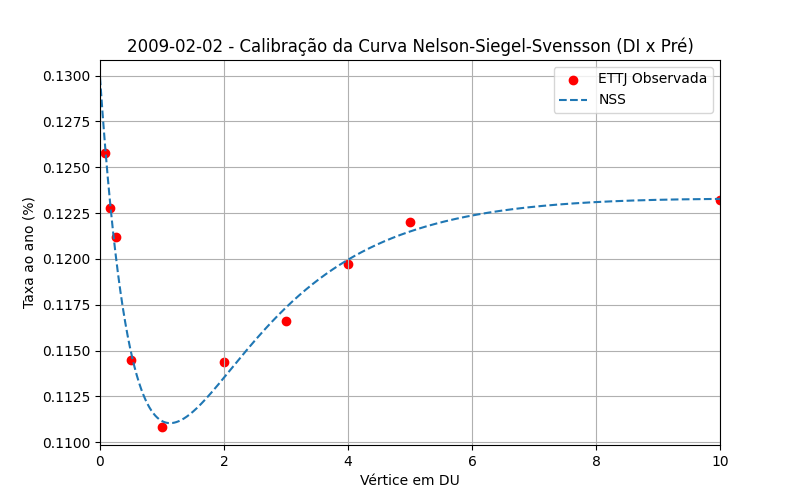 2009-02-02 - Calibração da Curva Nelson-Siegel-Svensson (DI x Pré)
ETTJ Observada
NSS
Taxa ao ano (%)
0.1300
0.1275
0.1250
0.1225
0.1200
0.1175
0.1150
0.1125
0.1100
0 2 4 6 8 10
Vértice em DU